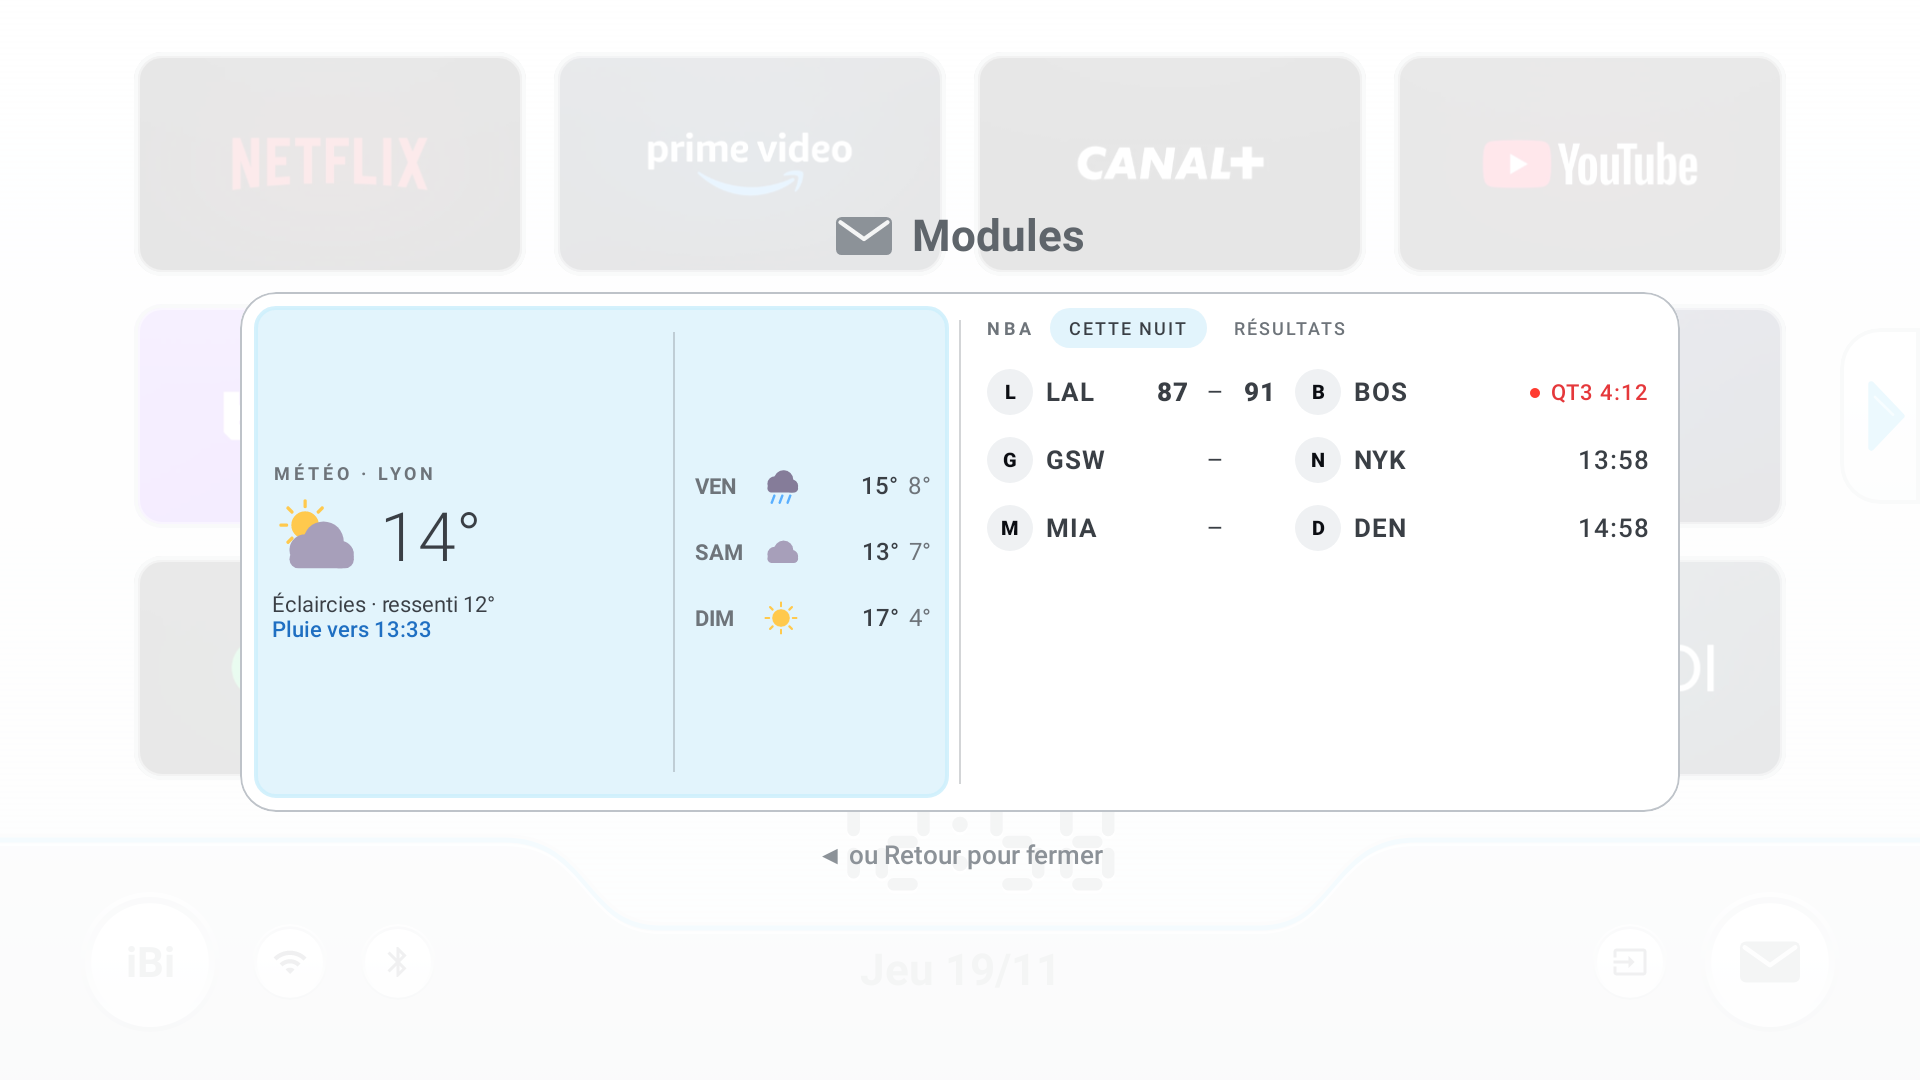 NETFLIX
prime video
CANAL+
YouTube
Modules
MÉTÉO · LYON
14°
Éclaircies · ressenti 12°
Pluie vers 13:33
VEN 15° 8°
SAM 13° 7°
DIM 17° 4°
NBA CETTE NUIT RÉSULTATS
L LAL 87 – 91 B BOS ● QT3 4:12
G GSW – N NYK 13:58
M MIA – D DEN 14:58
◄ ou Retour pour fermer
iBi
Jeu 19/11